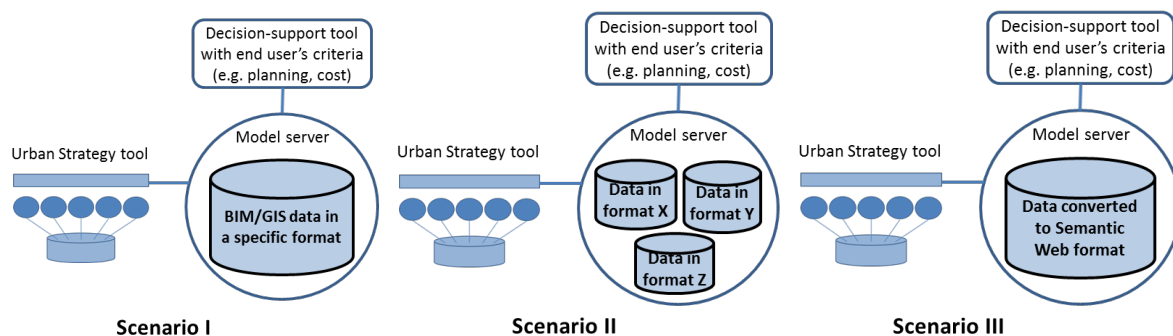 Decision-support tool
with end user's criteria
(e.g. planning, cost)
Model server
Urban Strategy tool
BIM/GIS data in
a specific format
Scenario I
Decision-support tool
with end user's criteria
(e.g. planning, cost)
Model server
Urban Strategy tool
Data in
format X
Data in
format Y
Data in
format Z
Scenario II
Decision-support tool
with end user's criteria
(e.g. planning, cost)
Model server
Urban Strategy tool
Data converted
to Semantic
Web format
Scenario III